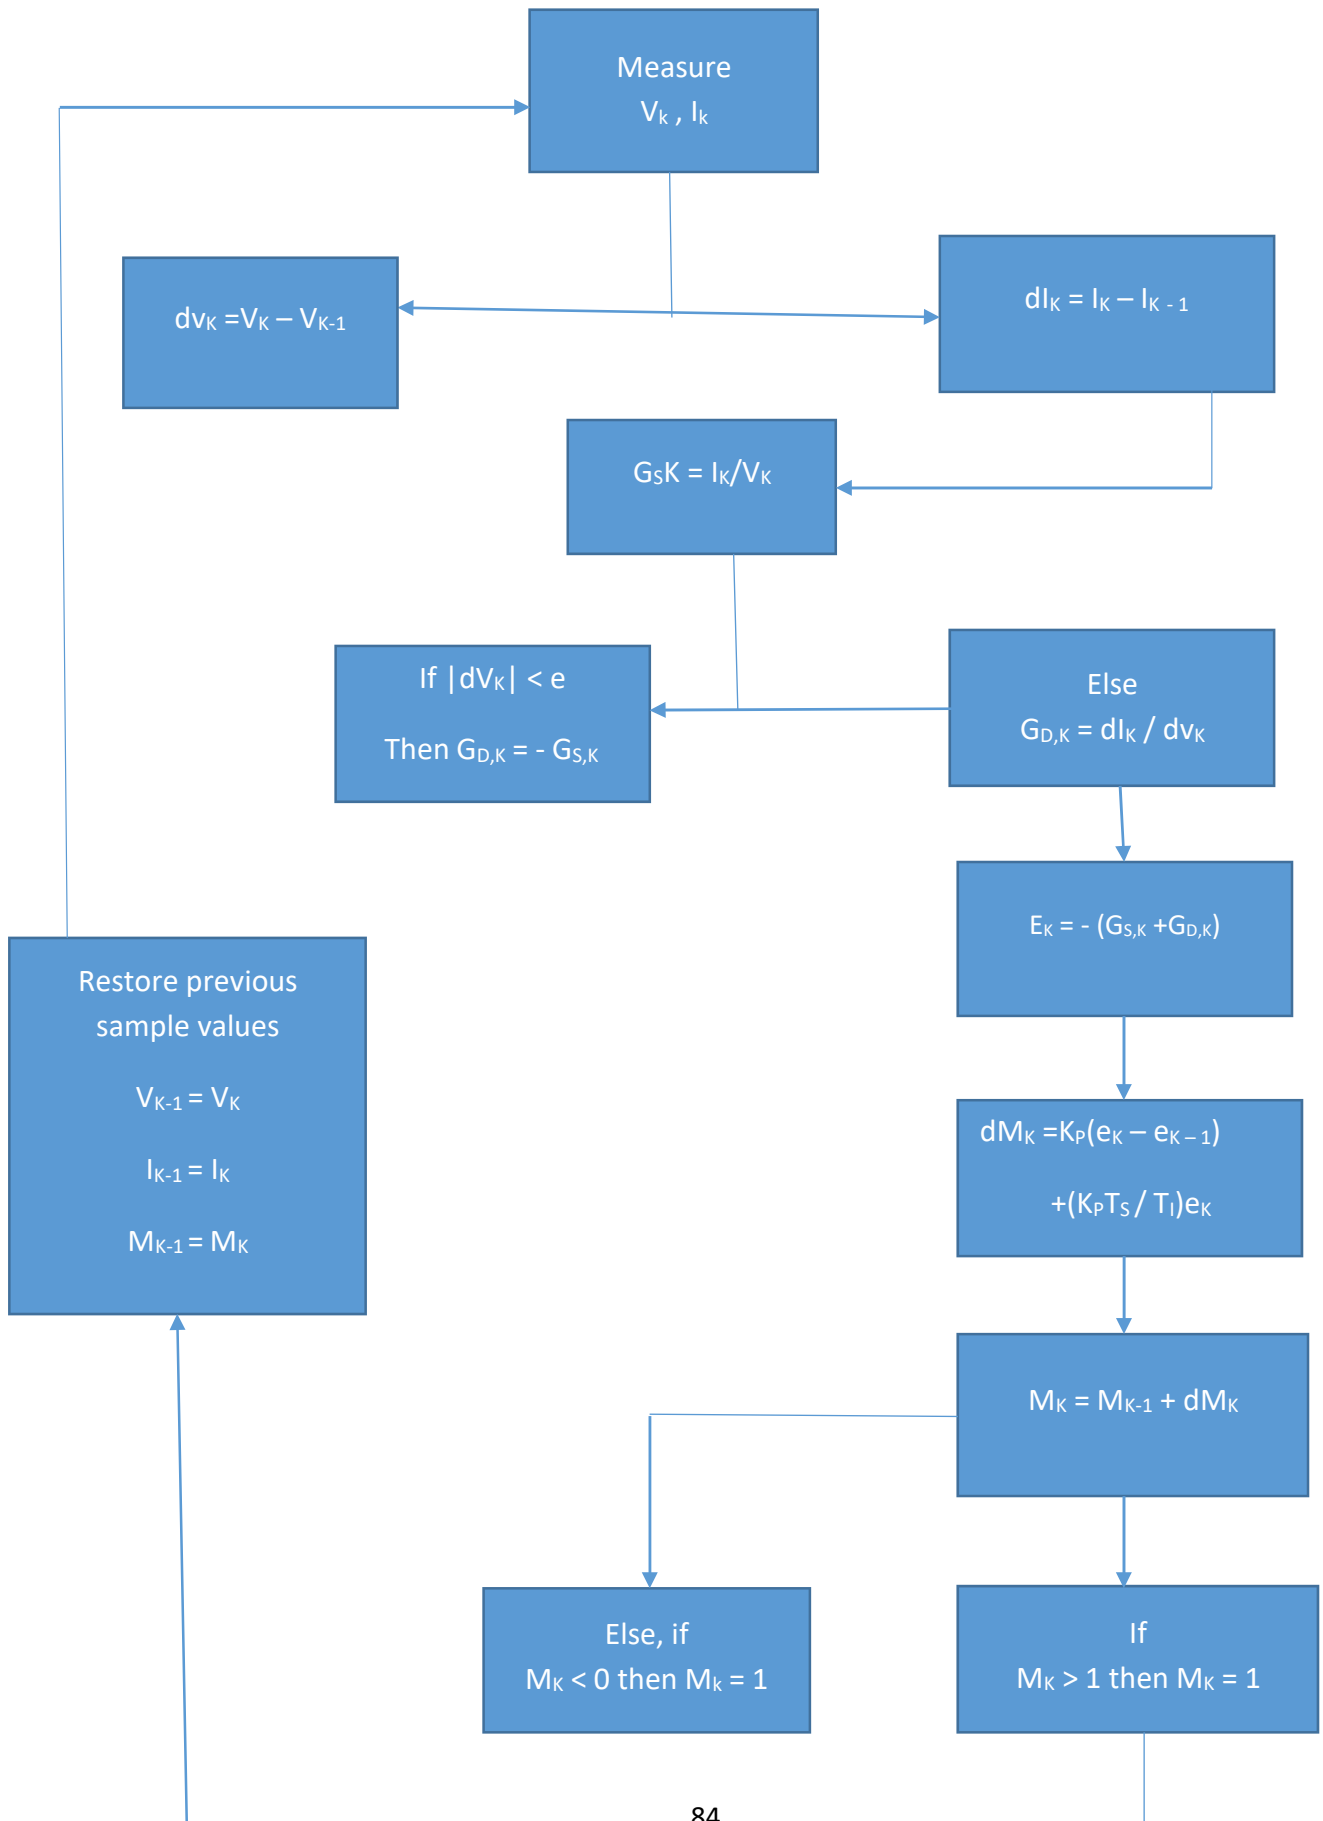 Measure
Vk , Ik
dvK =VK – VK-1
dIK = IK – IK - 1
GSK = IK/VK
If |dVK| < e
Then GD,K = - GS,K
Else
GD,K = dIK / dvK
EK = - (GS,K +GD,K)
Restore previous
sample values
VK-1 = VK
IK-1 = IK
MK-1 = MK
dMK =KP(eK – eK – 1)
+(KPTS / TI)eK
MK = MK-1 + dMK
Else, if
MK < 0 then Mk = 1
If
MK > 1 then MK = 1
84